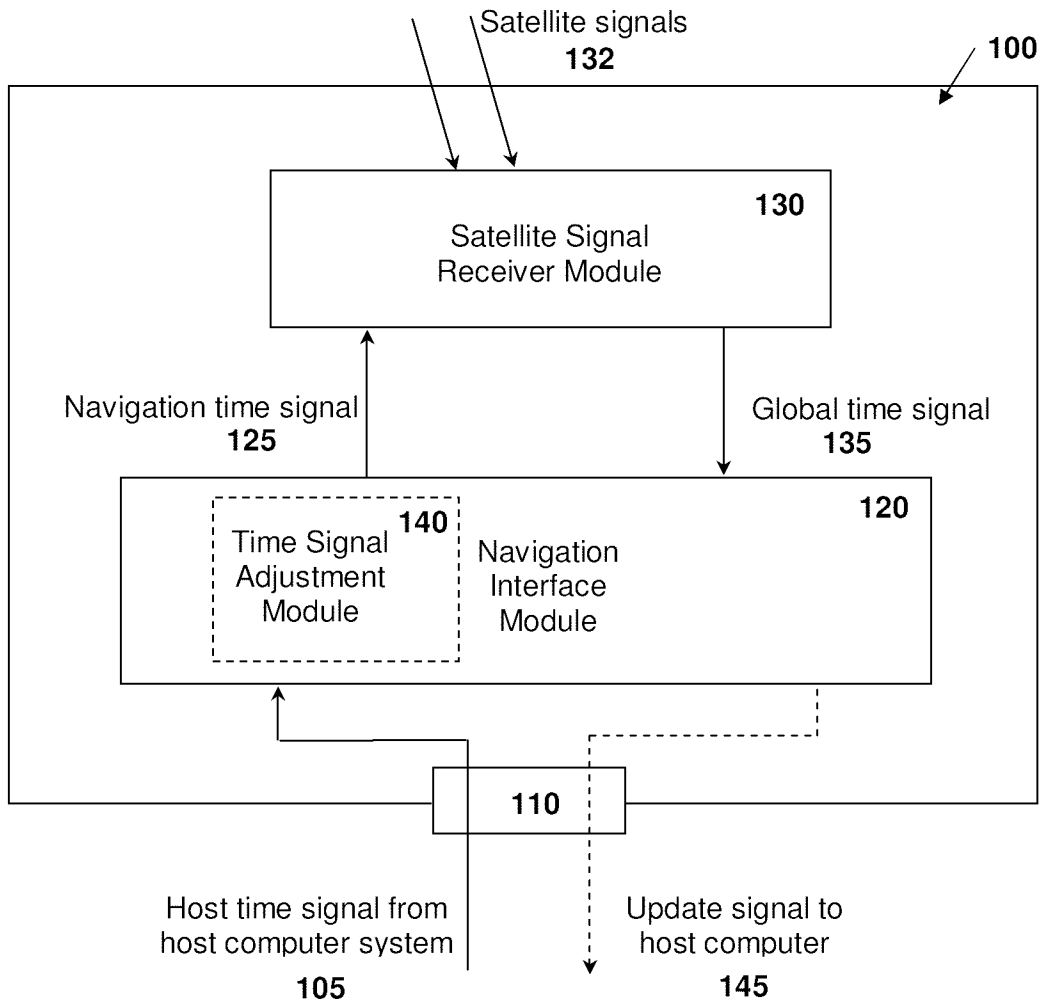 Satellite signals
132
100
130
Satellite Signal
Receiver Module
Navigation time signal
125
Global time signal
135
120
140
Time Signal
Adjustment
Module
Navigation
Interface
Module
110
Host time signal from
host computer system
105
Update signal to
host computer
145